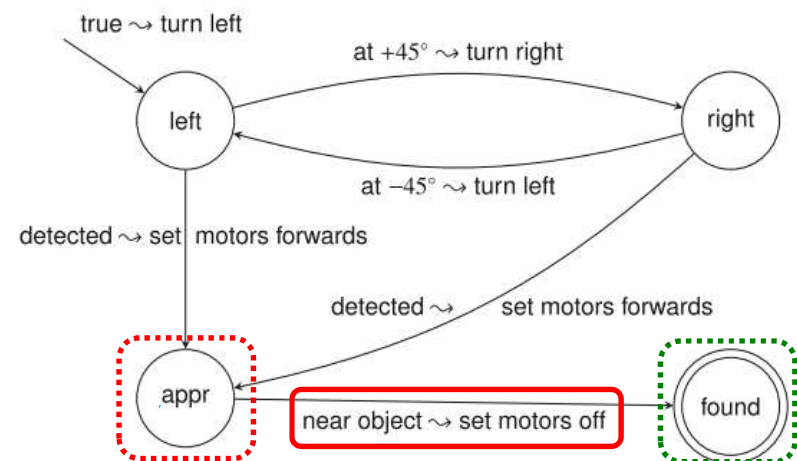 true ⤳ turn left
at +45° ⤳ turn right
left
right
at −45° ⤳ turn left
detected ⤳ set motors forwards
detected ⤳ set motors forwards
appr
near object ⤳ set motors off
found